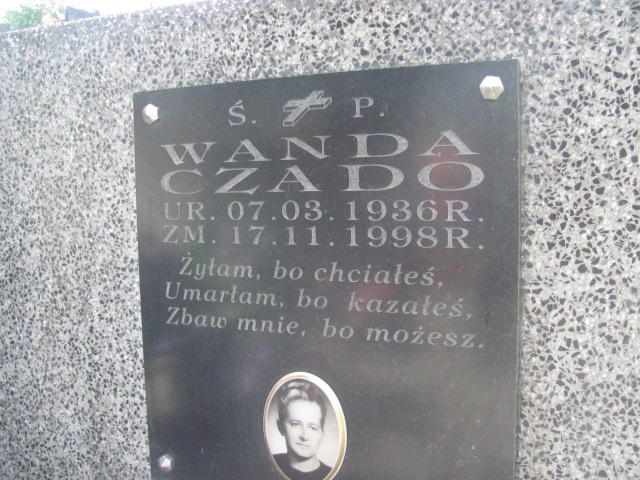 Ś. P.
WANDA
CZADO
UR. 07.03.1936R.
ZM. 17.11.1998R.
Żyłam, bo chciałeś,
Umarłam, bo kazałeś,
Zbaw mnie, bo możesz.